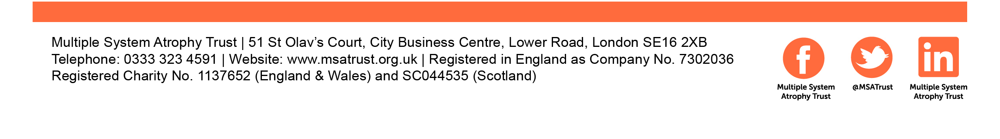 Multiple System Atrophy Trust | 51 St Olav’s Court, City Business Centre, Lower Road, London SE16 2XB
Telephone: 0333 323 4591 | Website: www.msatrust.org.uk | Registered in England as Company No. 7302036
Registered Charity No. 1137652 (England & Wales) and SC044535 (Scotland)
f
in
Multiple System
Atrophy Trust
@MSATrust
Multiple System
Atrophy Trust